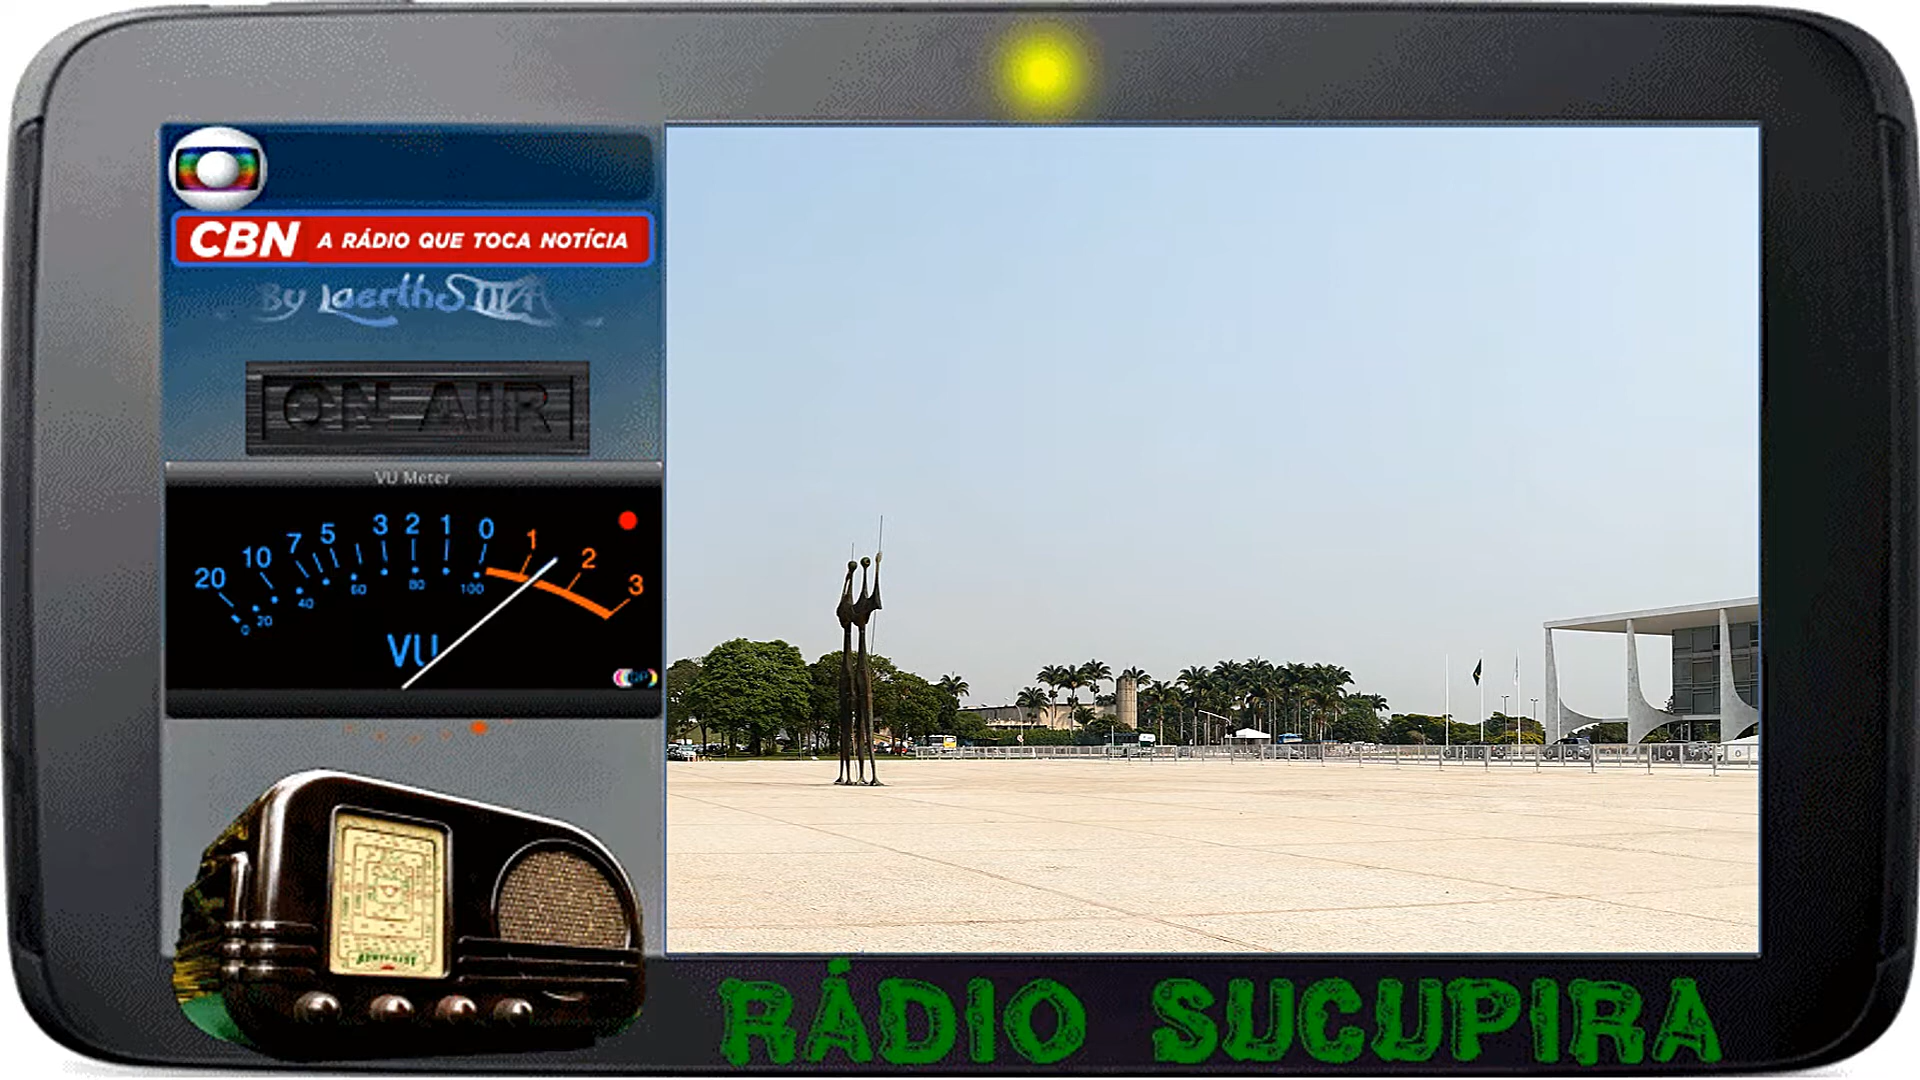 CBN A RÁDIO QUE TOCA NOTÍCIA
By LaerthSILVA
ON AIR
VU Meter
20 10 7 5 3 2 1 0 1 2 3
0 20 40 60 80 100
VU
RÁDIO SUCUPIRA